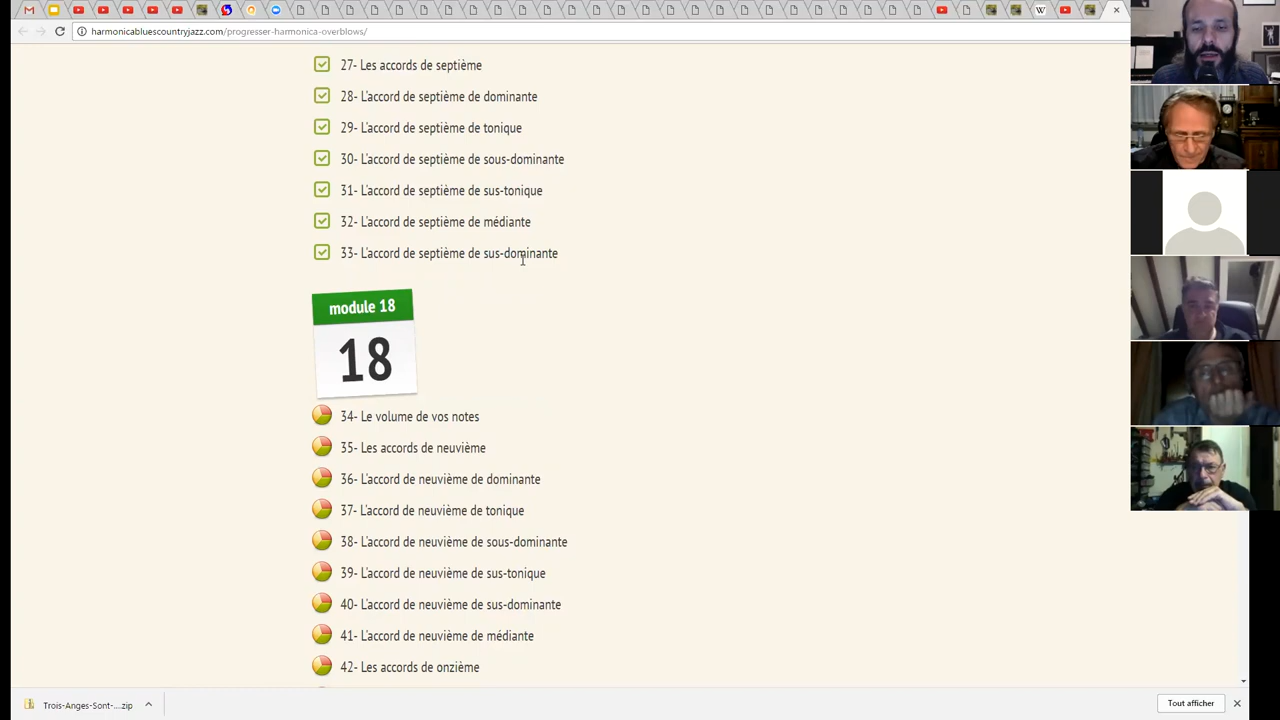 harmonicabluescountryjazz.com/progresser-harmonica-overblows/
27- Les accords de septième
28- L'accord de septième de dominante
29- L'accord de septième de tonique
30- L'accord de septième de sous-dominante
31- L'accord de septième de sus-tonique
32- L'accord de septième de médiante
33- L'accord de septième de sus-dominante
module 18
18
34- Le volume de vos notes
35- Les accords de neuvième
36- L'accord de neuvième de dominante
37- L'accord de neuvième de tonique
38- L'accord de neuvième de sous-dominante
39- L'accord de neuvième de sus-tonique
40- L'accord de neuvième de sus-dominante
41- L'accord de neuvième de médiante
42- Les accords de onzième
Trois-Anges-Sont-....zip
Tout afficher